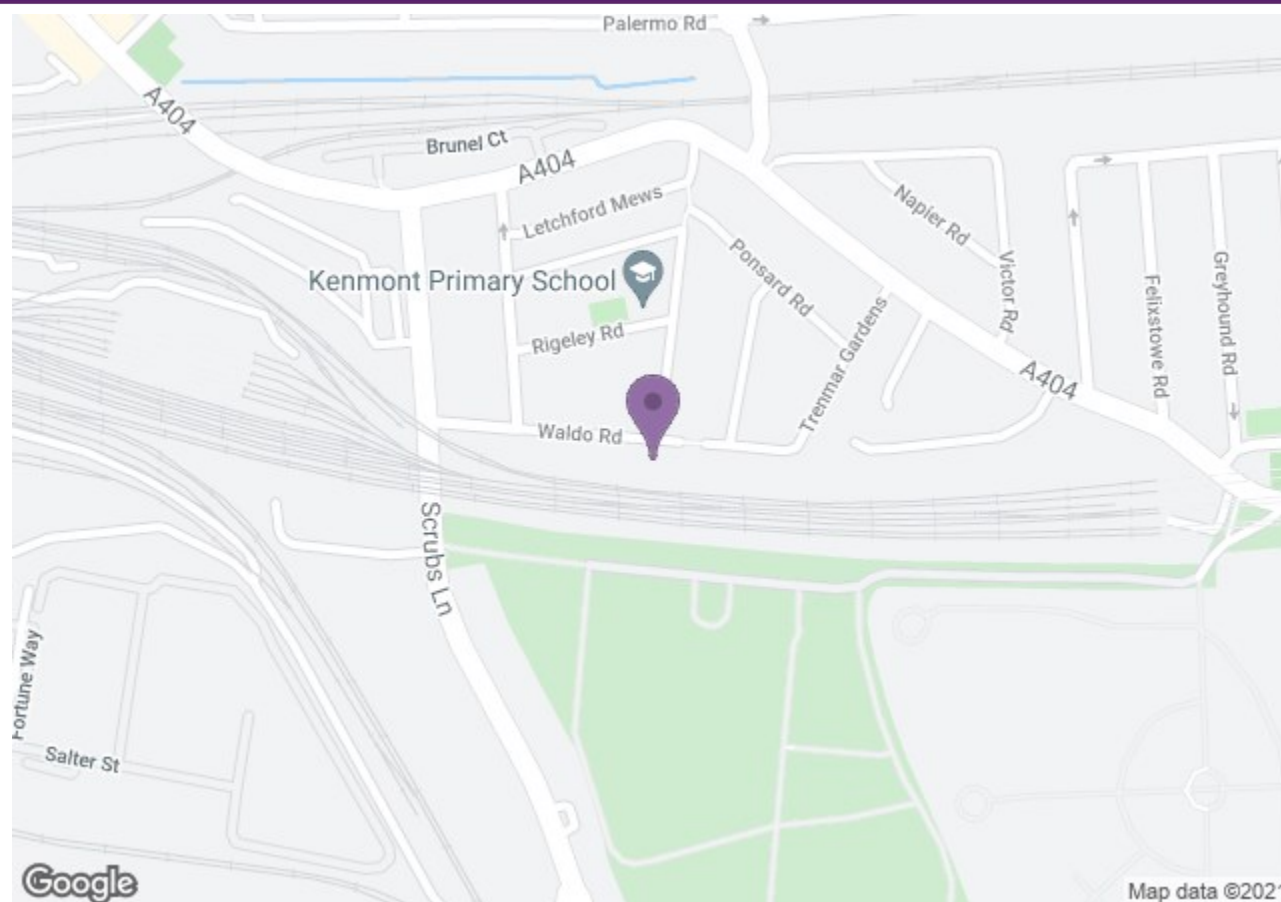 Palermo Rd
A404
Brunel Ct
A404
Letchford Mews
Napier Rd
Ponsard Rd
Kenmont Primary School
Victor Rd
Greyhound Rd
Felixstowe Rd
Rigeley Rd
Trenmar Gardens
A404
Waldo Rd
Scrubs Ln
Fortune Way
Salter St
Google
Map data ©2021